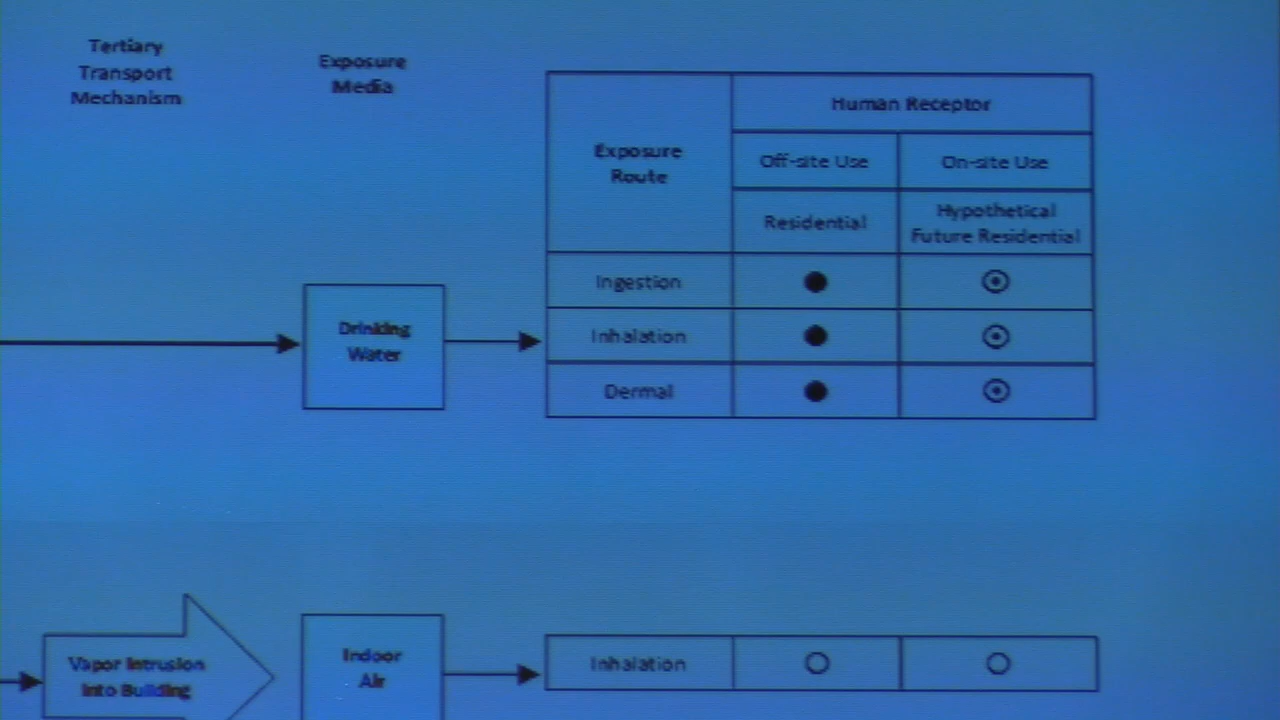 Tertiary
Transport
Mechanism
Exposure
Media
Human Receptor
Exposure
Route
Off-site Use
On-site Use
Residential
Hypothetical
Future Residential
Drinking
Water
Ingestion
Inhalation
Dermal
Vapor Intrusion
Into Building
Indoor
Air
Inhalation